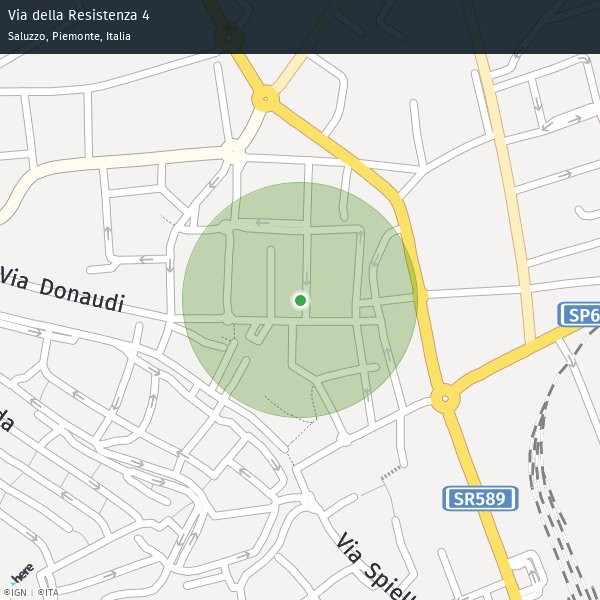 Via della Resistenza 4
Saluzzo, Piemonte, Italia
Via Donaudi
SP6
da
SR589
Via Spiel
here
©IGN | ©ITA